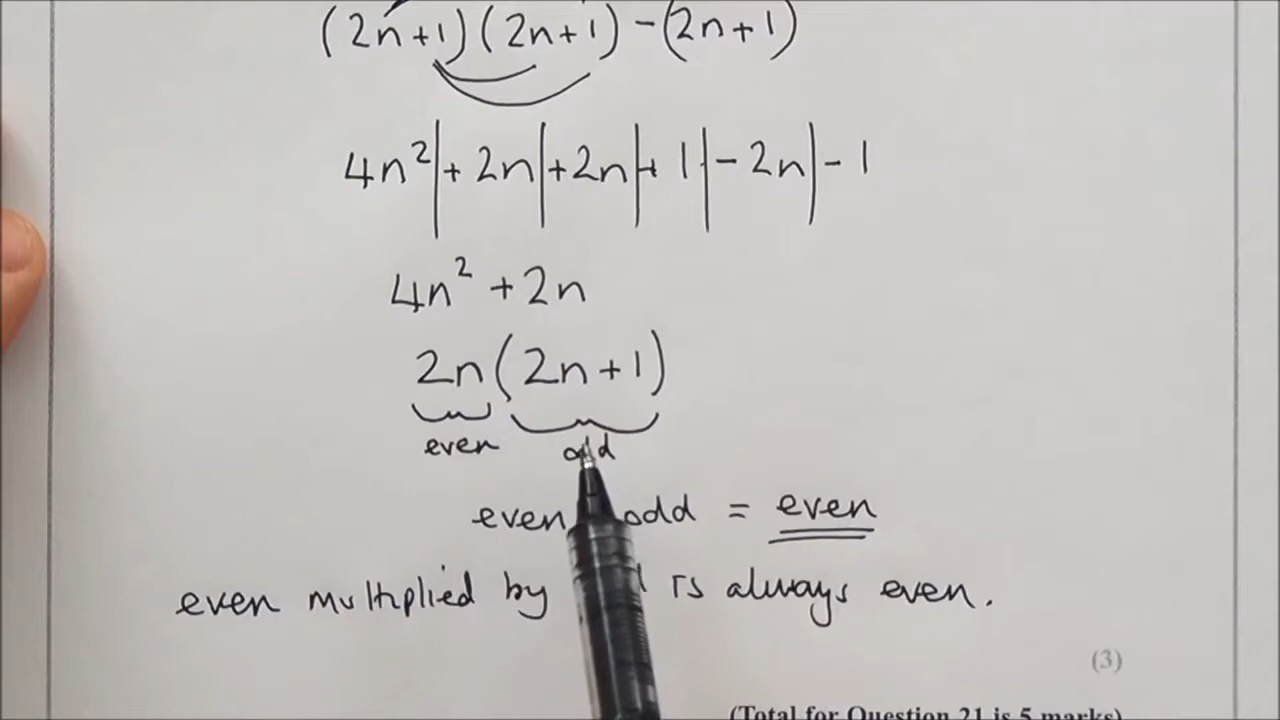 (2n+1)(2n+1)-(2n+1)
4n²|+2n|+2n|+1|-2n|-1
4n²+2n
2n(2n+1)
even odd
even odd = even
even multiplied by is always even.
(3)
(Total for Question 21 is 5 marks)